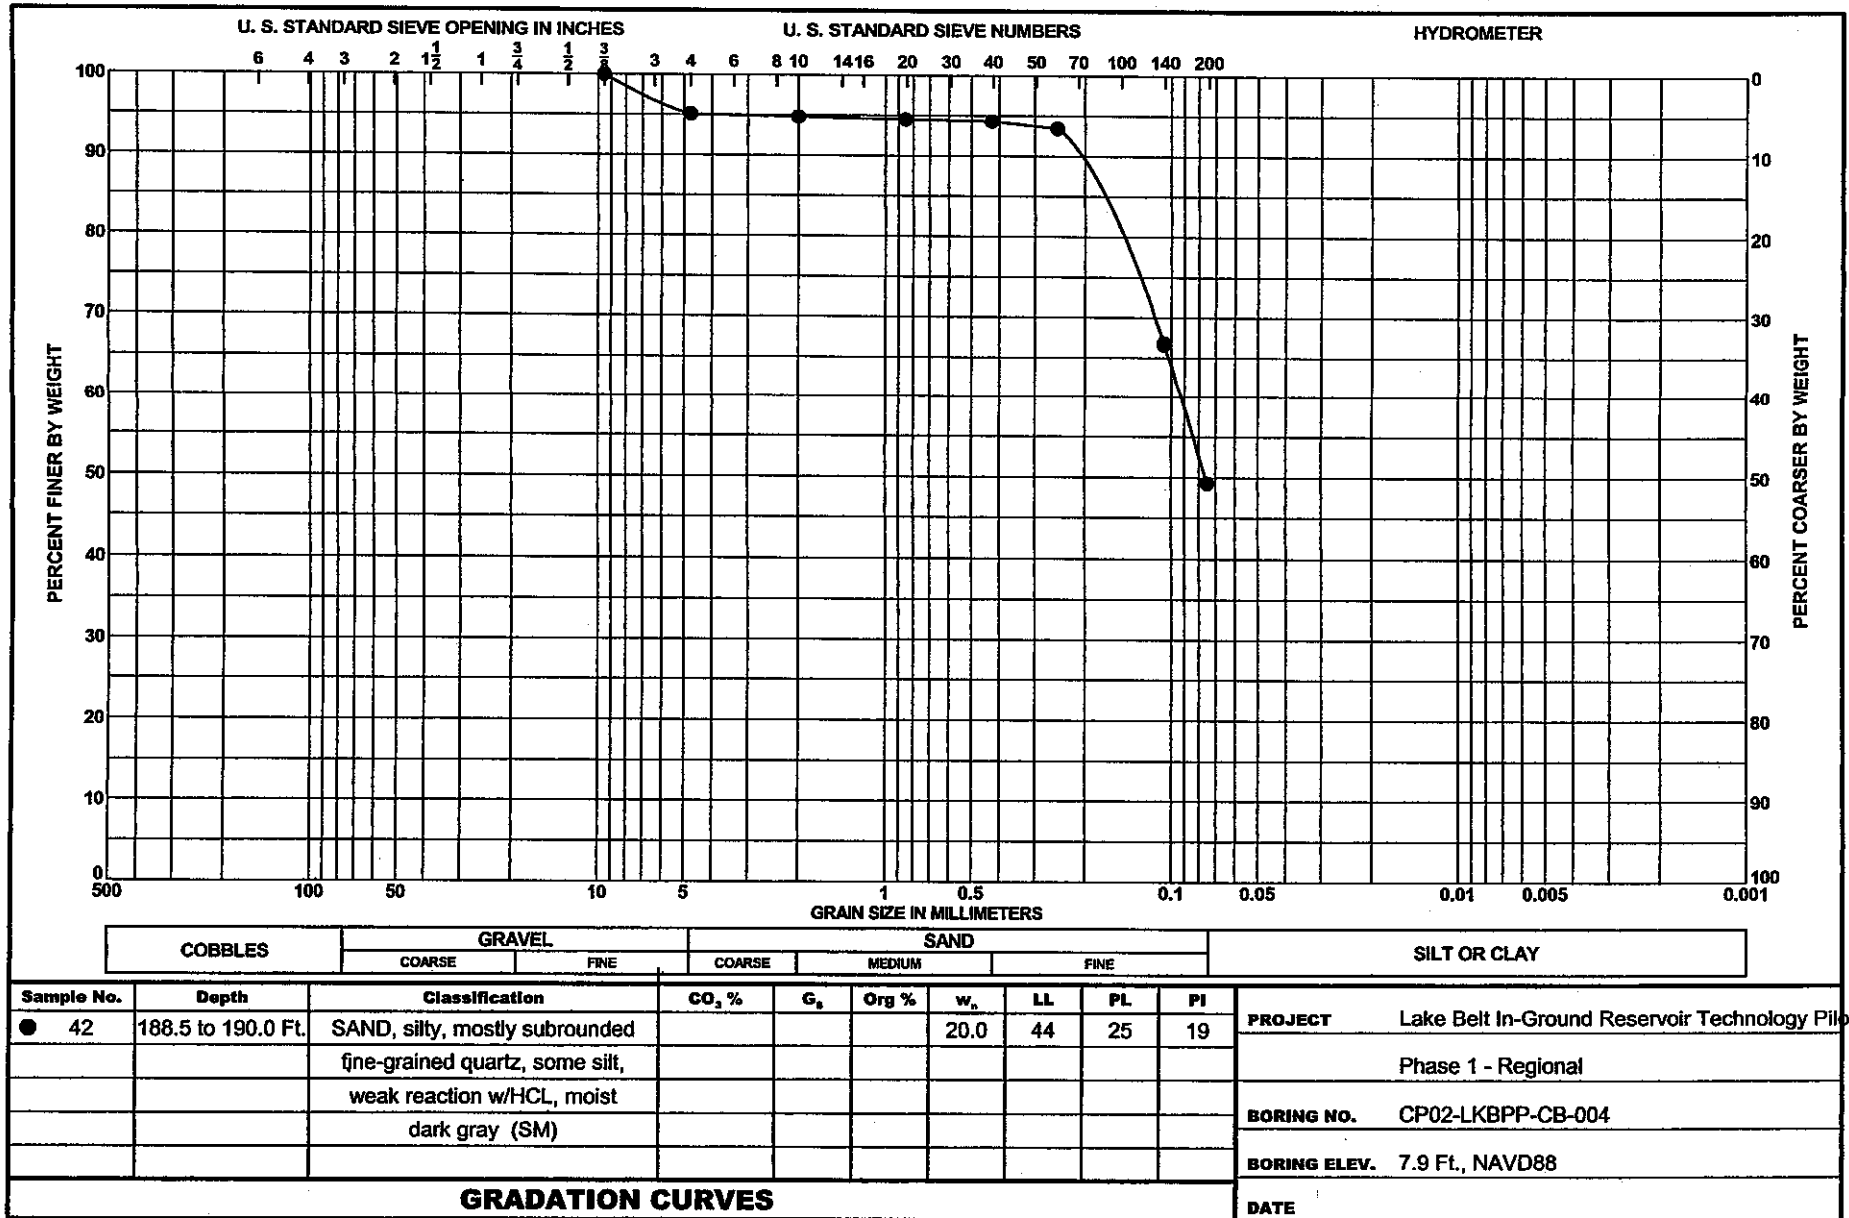 U. S. STANDARD SIEVE OPENING IN INCHES U. S. STANDARD SIEVE NUMBERS HYDROMETER
6 4 3 2 1 1/2 1 3/4 1/2 3/8 3 4 6 8 10 14 16 20 30 40 50 70 100 140 200
100 0
90 10
80 20
70 30
60 40
50 50
40 60
30 70
20 80
10 90
0 100
PERCENT FINER BY WEIGHT
PERCENT COARSER BY WEIGHT
500 100 50 10 5 1 0.5 0.1 0.05 0.01 0.005 0.001
GRAIN SIZE IN MILLIMETERS
COBBLES GRAVEL SAND SILT OR CLAY
COARSE FINE COARSE MEDIUM FINE
Sample No. Depth Classification CO₃ % Gₛ Org % wₙ LL PL PI
42 188.5 to 190.0 Ft. SAND, silty, mostly subrounded 20.0 44 25 19
fine-grained quartz, some silt,
weak reaction w/HCL, moist
dark gray (SM)
PROJECT Lake Belt In-Ground Reservoir Technology Pilo
Phase 1 - Regional
BORING NO. CP02-LKBPP-CB-004
BORING ELEV. 7.9 Ft., NAVD88
GRADATION CURVES
DATE